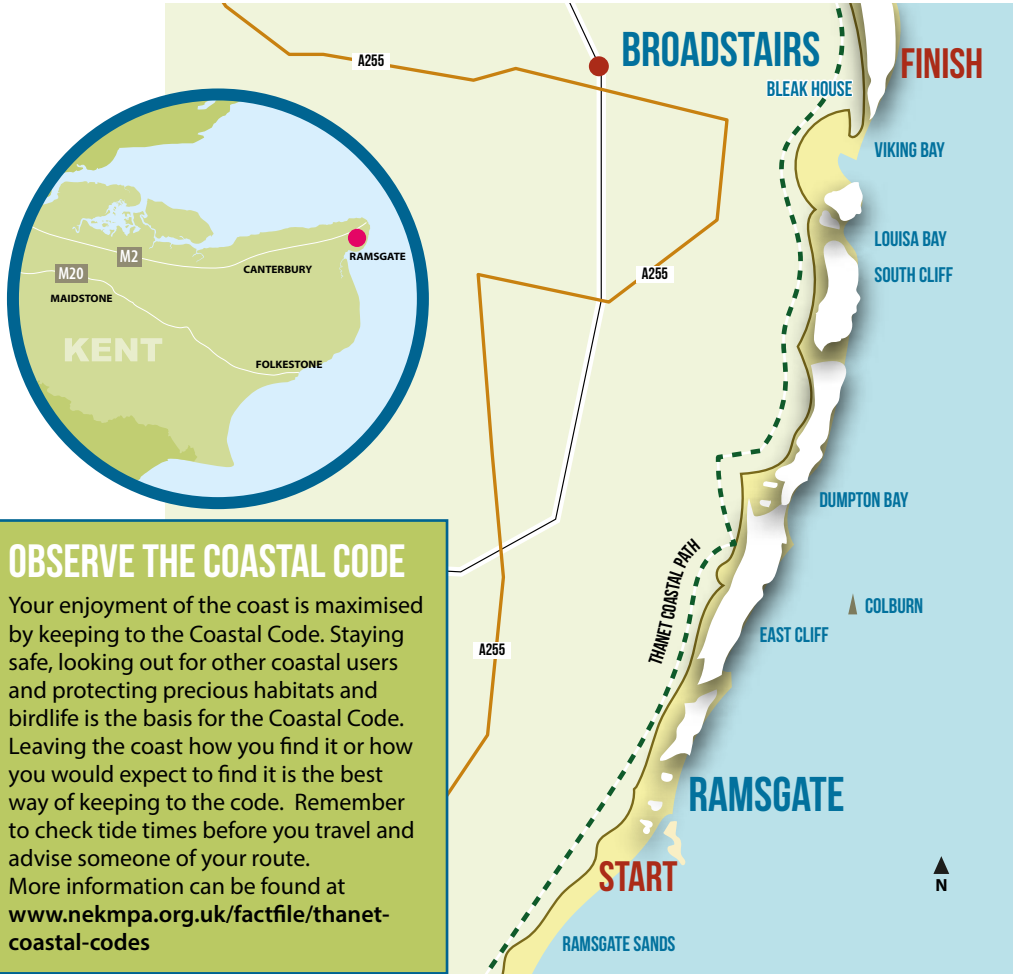 A255
BROADSTAIRS
FINISH
BLEAK HOUSE
VIKING BAY
LOUISA BAY
A255
SOUTH CLIFF
M2
RAMSGATE
M20
CANTERBURY
MAIDSTONE
KENT
FOLKESTONE
DUMPTON BAY
THANET COASTAL PATH
COLBURN
EAST CLIFF
A255
RAMSGATE
START
N
RAMSGATE SANDS
OBSERVE THE COASTAL CODE
Your enjoyment of the coast is maximised
by keeping to the Coastal Code. Staying
safe, looking out for other coastal users
and protecting precious habitats and
birdlife is the basis for the Coastal Code.
Leaving the coast how you find it or how
you would expect to find it is the best
way of keeping to the code. Remember
to check tide times before you travel and
advise someone of your route.
More information can be found at
www.nekmpa.org.uk/factfile/thanet-
coastal-codes